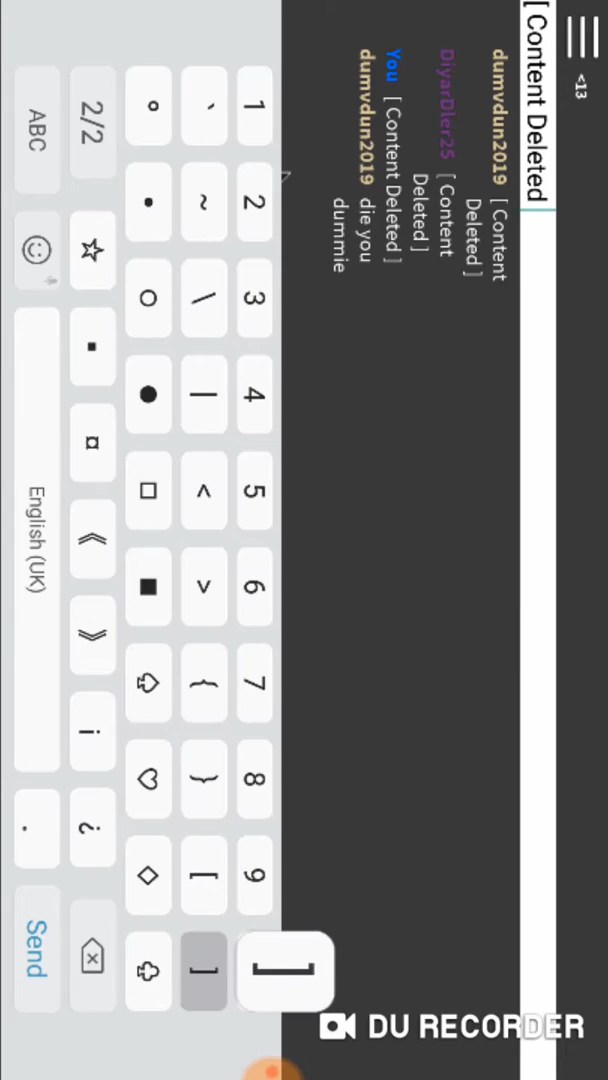 <13
[ Content Deleted ]
dumvdun2019 [ Content
Deleted ]
DiyarDler25 [ Content
Deleted ]
You [ Content Deleted ]
dumvdun2019 die you
dummie
]
1 2 3 4 5 6 7 8 9
` ~ \ | < > { } [ ]
° • ○ ● □ ■ ♤ ♡ ◇ ♧
2/2 ☆ ▪ ¤ 《 》 ¡ ¿
ABC English (UK) . Send
DU RECORDER